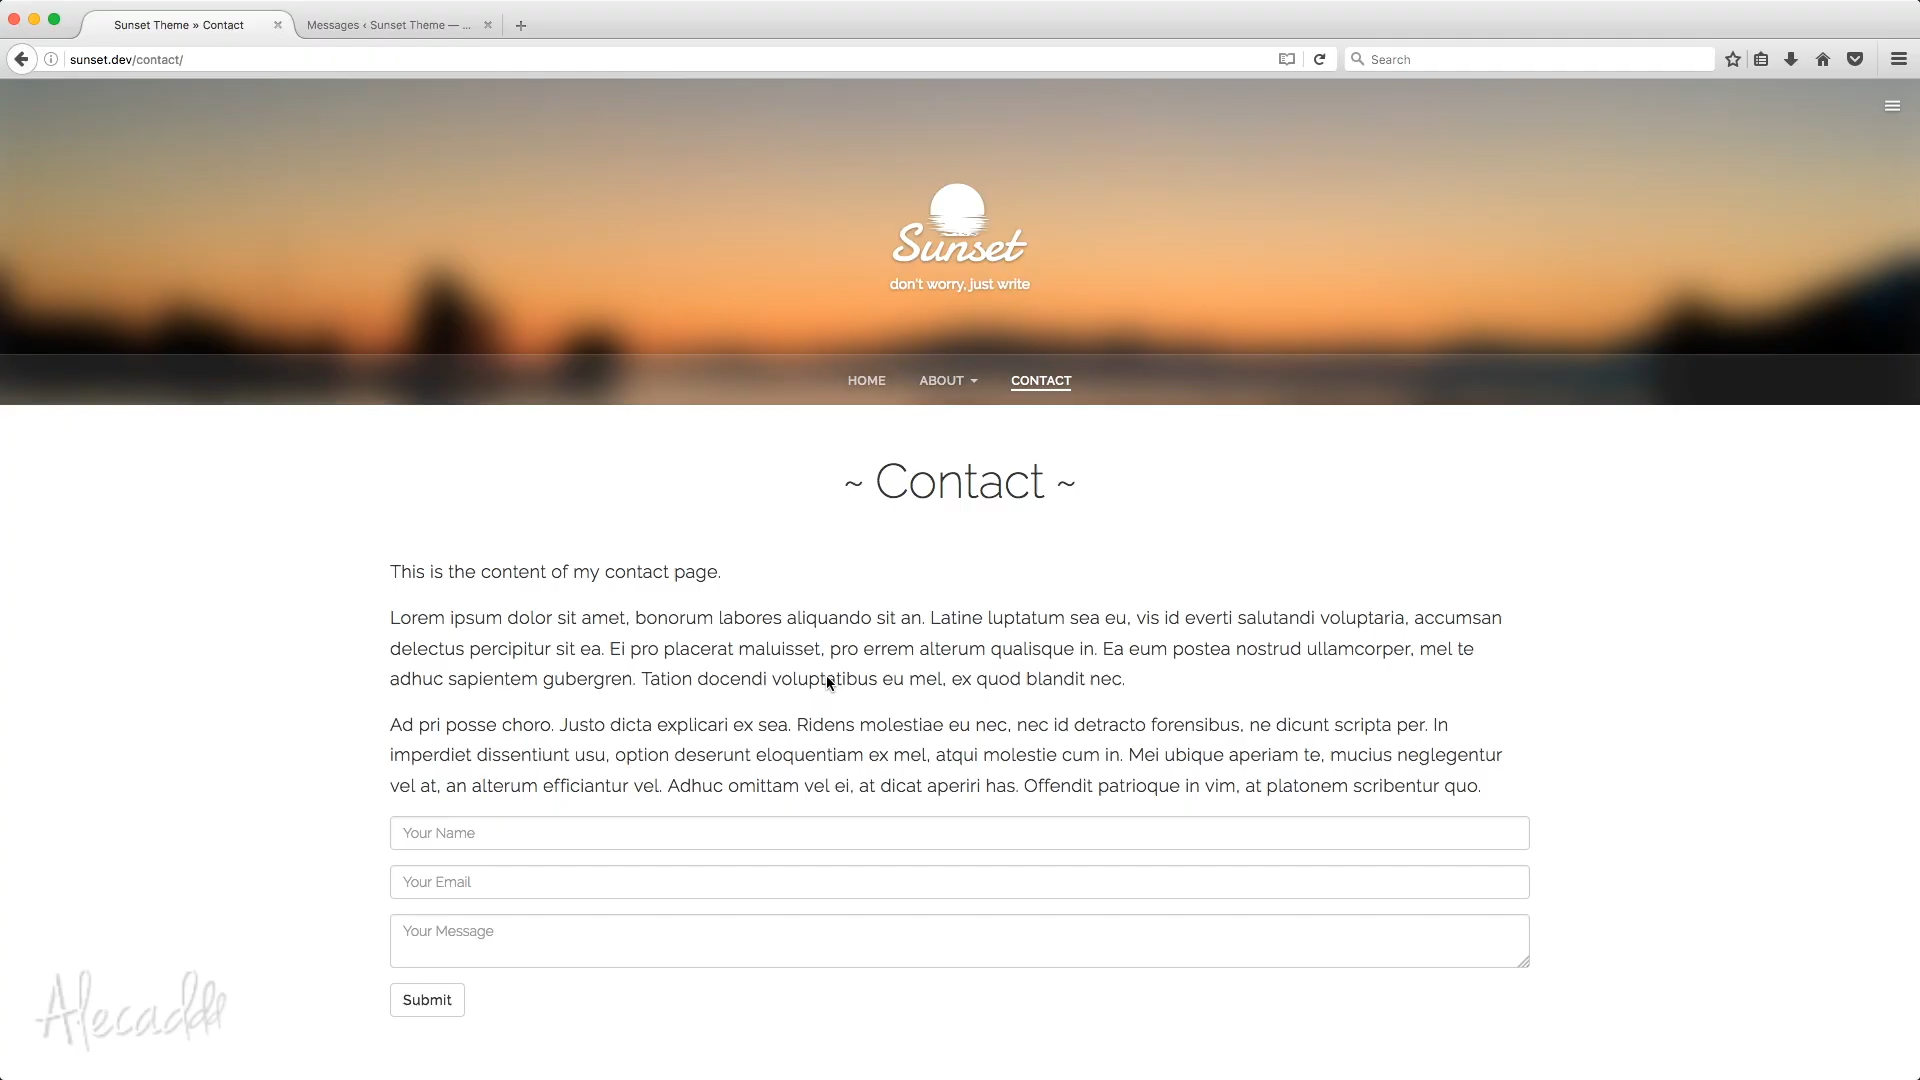 Sunset Theme » Contact
Messages ‹ Sunset Theme — ...
sunset.dev/contact/
Search
Sunset
don't worry, just write
HOME
ABOUT
CONTACT
~ Contact ~
This is the content of my contact page.
Lorem ipsum dolor sit amet, bonorum labores aliquando sit an. Latine luptatum sea eu, vis id everti salutandi voluptaria, accumsan
delectus percipitur sit ea. Ei pro placerat maluisset, pro errem alterum qualisque in. Ea eum postea nostrud ullamcorper, mel te
adhuc sapientem gubergren. Tation docendi voluptatibus eu mel, ex quod blandit nec.
Ad pri posse choro. Justo dicta explicari ex sea. Ridens molestiae eu nec, nec id detracto forensibus, ne dicunt scripta per. In
imperdiet dissentiunt usu, option deserunt eloquentiam ex mel, atqui molestie cum in. Mei ubique aperiam te, mucius neglegentur
vel at, an alterum efficiantur vel. Adhuc omittam vel ei, at dicat aperiri has. Offendit patrioque in vim, at platonem scribentur quo.
Your Name
Your Email
Your Message
Submit
Alecaddd